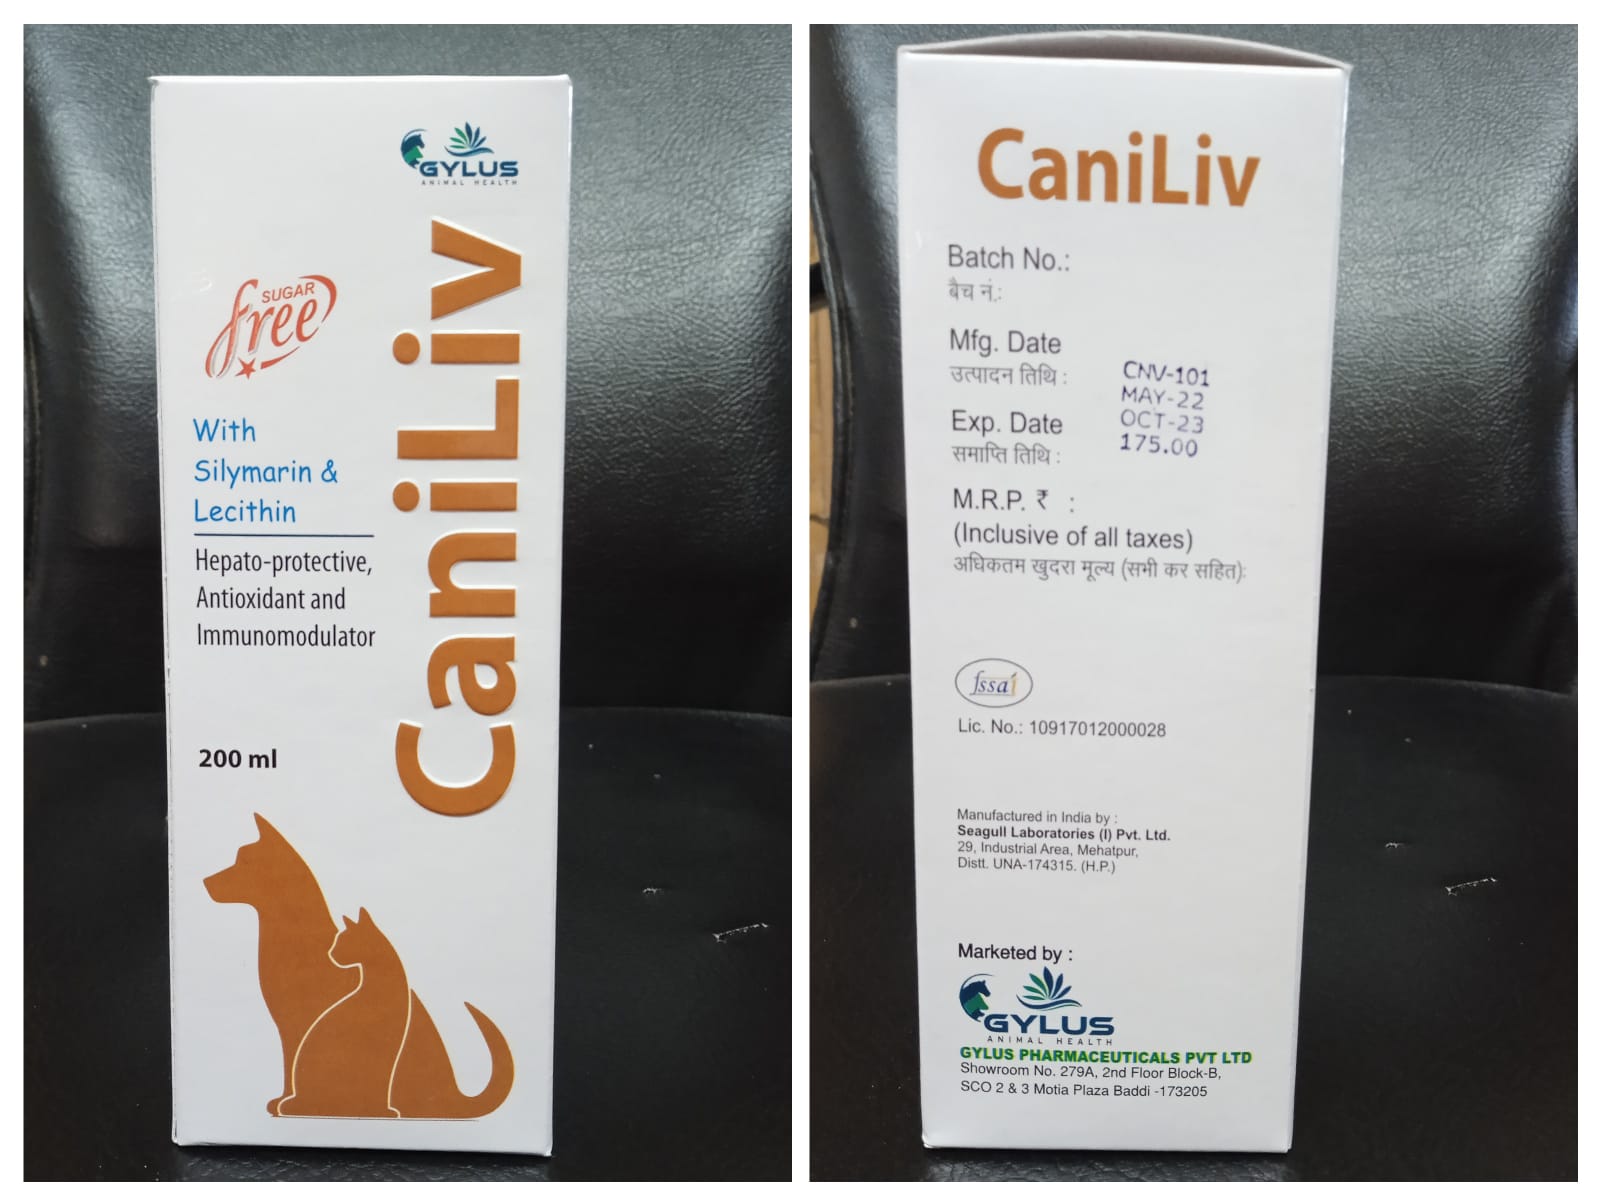 GYLUS
ANIMAL HEALTH
CaniLiv
SUGAR
free
With
Silymarin &
Lecithin
Hepato-protective,
Antioxidant and
Immunomodulator
200 ml
CaniLiv
Batch No.:
बैच नं.:
Mfg. Date
उत्पादन तिथि :
CNV-101
MAY-22
OCT-23
175.00
Exp. Date
समाप्ति तिथि :
M.R.P. ₹ :
(Inclusive of all taxes)
अधिकतम खुदरा मूल्य (सभी कर सहित):
fssai
Lic. No.: 10917012000028
Manufactured in India by :
Seagull Laboratories (I) Pvt. Ltd.
29, Industrial Area, Mehatpur,
Distt. UNA-174315. (H.P.)
Marketed by :
GYLUS
ANIMAL HEALTH
GYLUS PHARMACEUTICALS PVT LTD
Showroom No. 279A, 2nd Floor Block-B,
SCO 2 & 3 Motia Plaza Baddi -173205